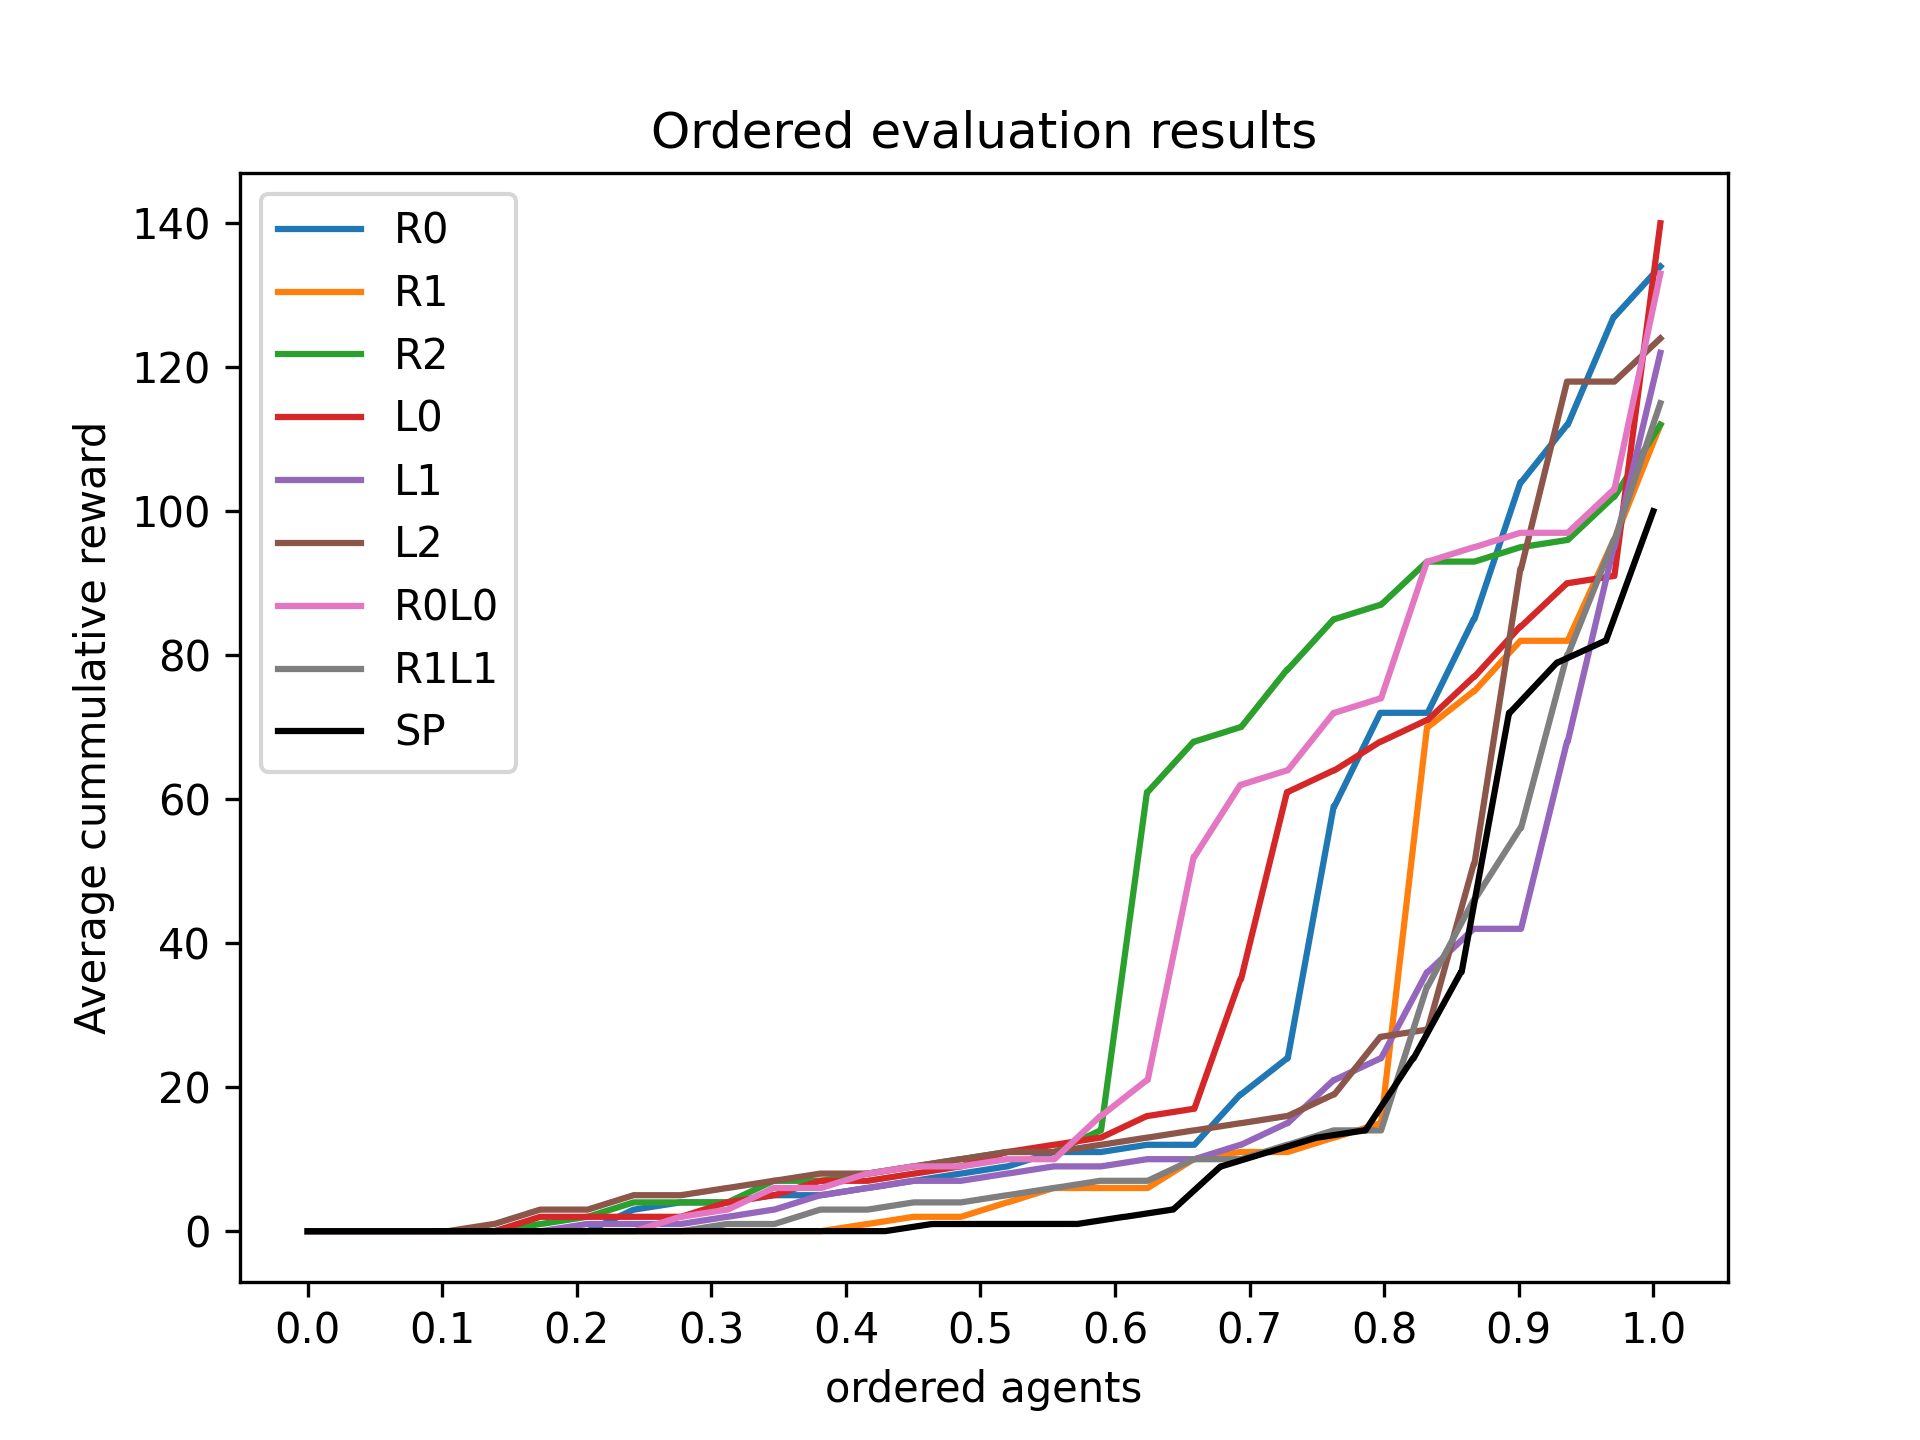 Ordered evaluation results
140
120
100
80
60
40
20
0
Average cummulative reward
R0
R1
R2
L0
L1
L2
R0L0
R1L1
SP
0.0 0.1 0.2 0.3 0.4 0.5 0.6 0.7 0.8 0.9 1.0
ordered agents